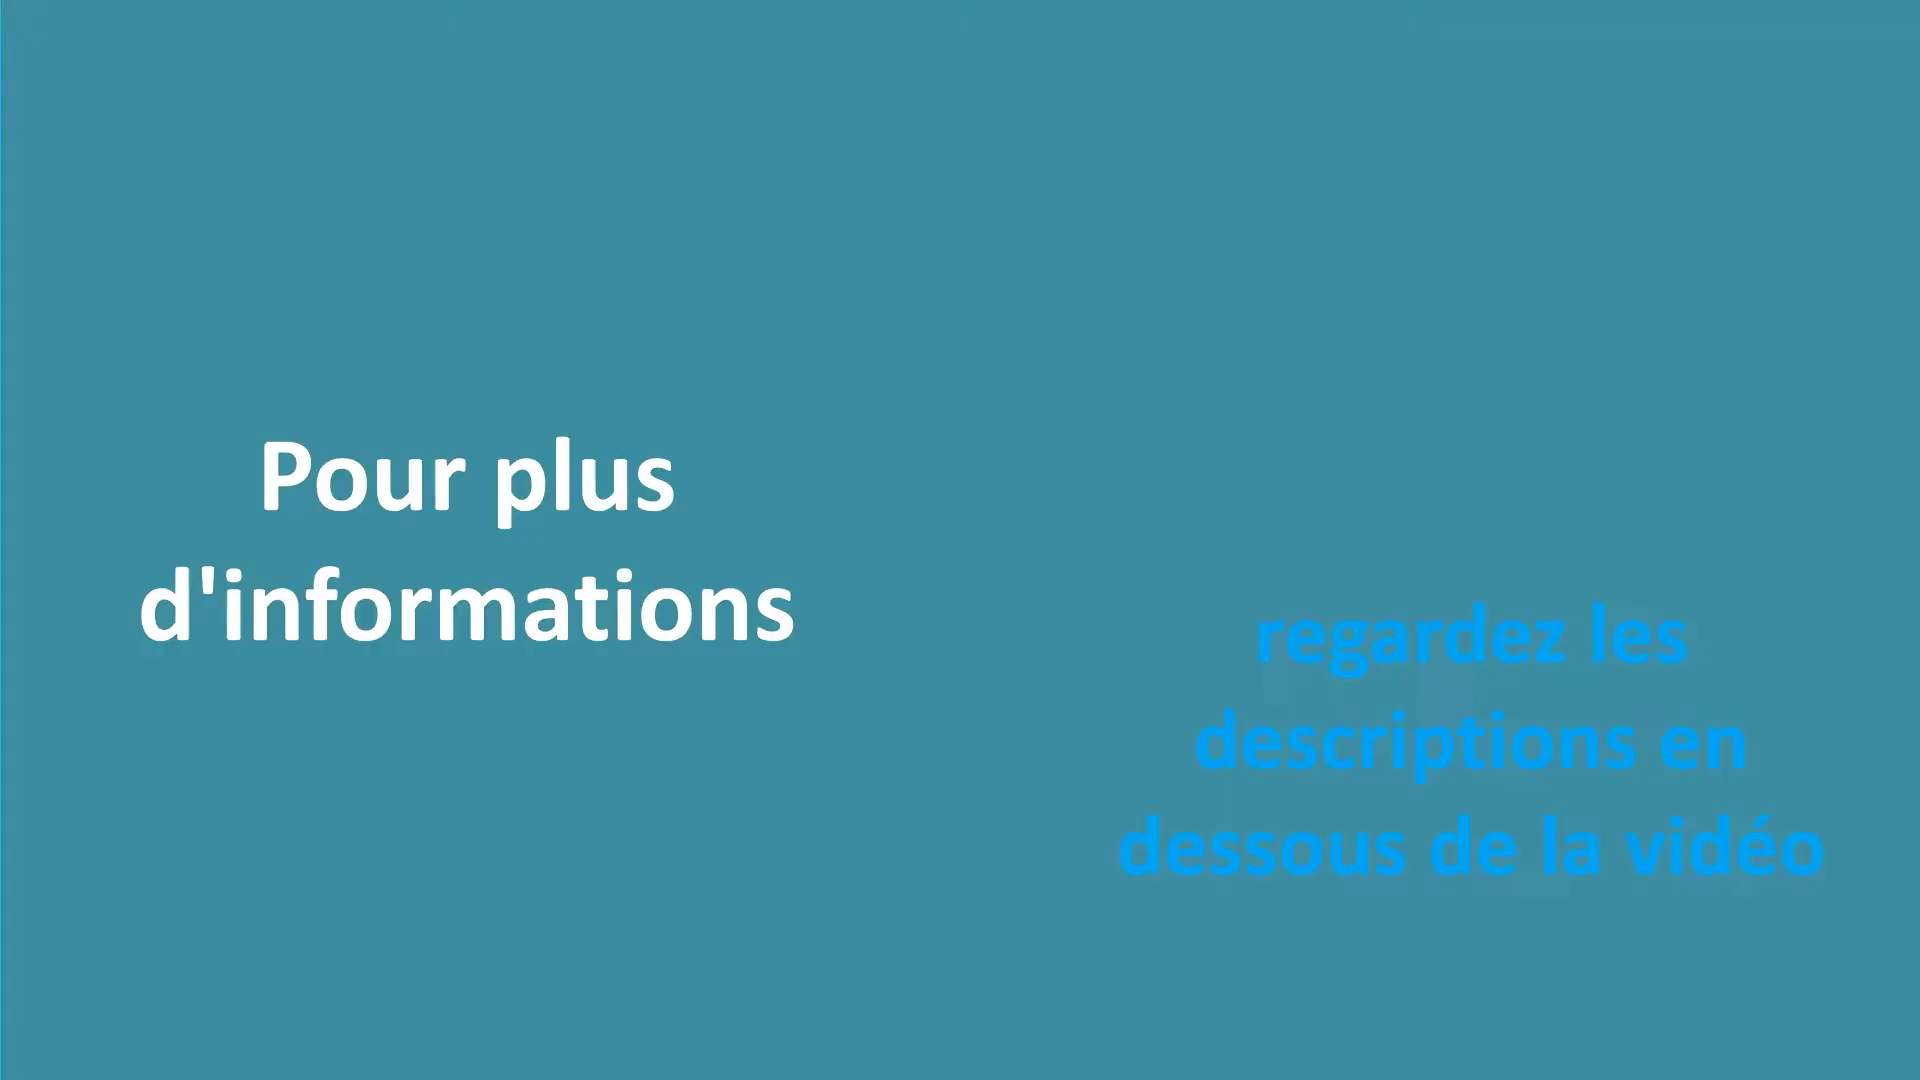 Pour plus
d'informations
regardez les
descriptions en
dessous de la vidéo